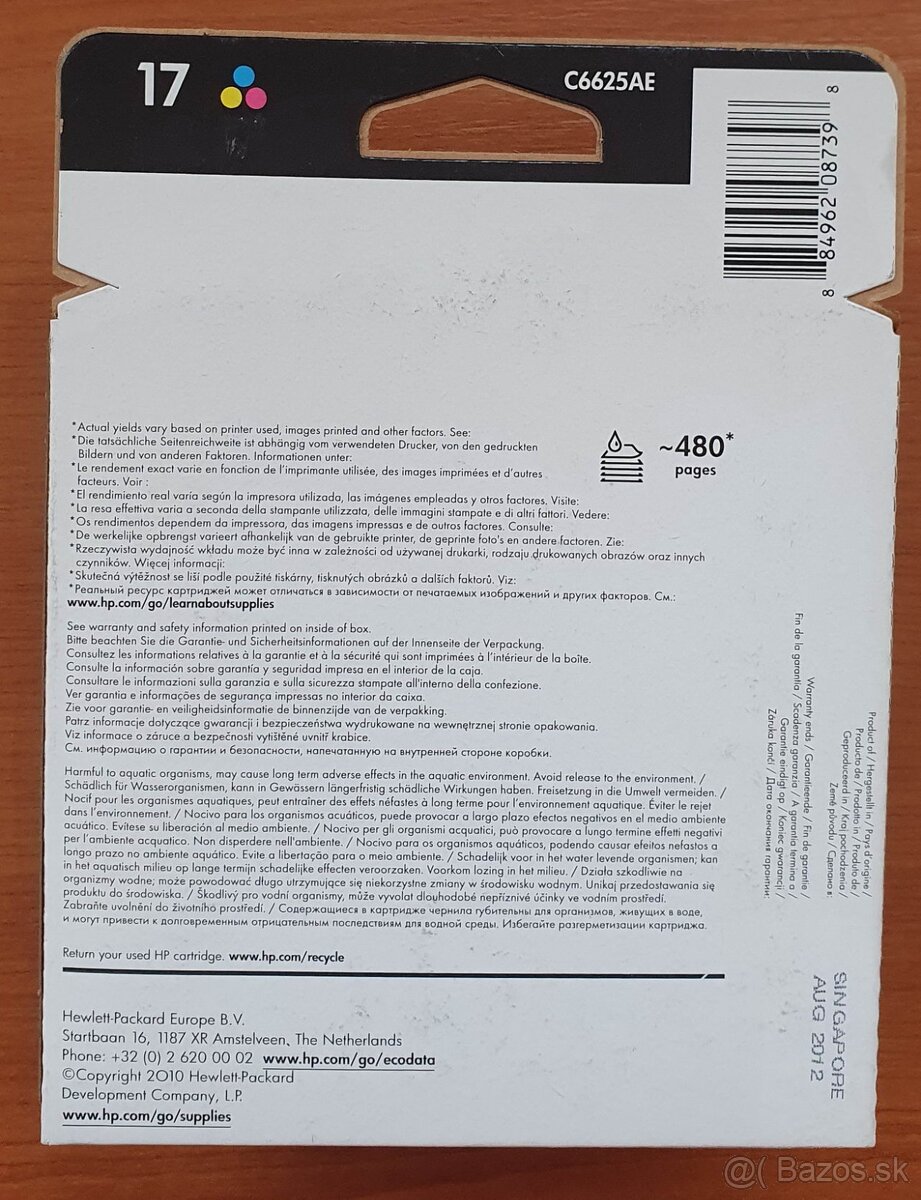 17
C6625AE
8 84962 08739 8
*Actual yields vary based on printer used, images printed and other factors. See:
*Die tatsächliche Seitenreichweite ist abhängig vom verwendeten Drucker, von den gedruckten
Bildern und von anderen Faktoren. Informationen unter:
*Le rendement exact varie en fonction de l'imprimante utilisée, des images imprimées et d'autres
facteurs. Voir :
*El rendimiento real varía según la impresora utilizada, las imágenes empleadas y otros factores. Visite:
*La resa effettiva varia a seconda della stampante utilizzata, delle immagini stampate e di altri fattori. Vedere:
*Os rendimentos dependem da impressora, das imagens impressas e de outros factores. Consulte:
*De werkelijke opbrengst varieert afhankelijk van de gebruikte printer, de geprinte foto's en andere factoren. Zie:
*Rzeczywista wydajność wkładu może być inna w zależności od używanej drukarki, rodzaju drukowanych obrazów oraz innych
czynników. Więcej informacji:
*Skutečná výtěžnost se liší podle použité tiskárny, tisknutých obrázků a dalších faktorů. Viz:
*Реальный ресурс картриджей может отличаться в зависимости от печатаемых изображений и других факторов. См.:
www.hp.com/go/learnaboutsupplies
~480*
pages
See warranty and safety information printed on inside of box.
Bitte beachten Sie die Garantie- und Sicherheitsinformationen auf der Innenseite der Verpackung.
Consultez les informations relatives à la garantie et à la sécurité qui sont imprimées à l'intérieur de la boîte.
Consulte la información sobre garantía y seguridad impresa en el interior de la caja.
Consultare le informazioni sulla garanzia e sulla sicurezza stampate all'interno della confezione.
Ver garantia e informações de segurança impressas no interior da caixa.
Zie voor garantie- en veiligheidsinformatie de binnenzijde van de verpakking.
Patrz informacje dotyczące gwarancji i bezpieczeństwa wydrukowane na wewnętrznej stronie opakowania.
Viz informace o záruce a bezpečnosti vytištěné uvnitř krabice.
См. информацию о гарантии и безопасности, напечатанную на внутренней стороне коробки.
Harmful to aquatic organisms, may cause long term adverse effects in the aquatic environment. Avoid release to the environment. /
Schädlich für Wasserorganismen, kann in Gewässern längerfristig schädliche Wirkungen haben. Freisetzung in die Umwelt vermeiden. /
Nocif pour les organismes aquatiques, peut entraîner des effets néfastes à long terme pour l'environnement aquatique. Éviter le rejet
dans l'environnement. / Nocivo para los organismos acuáticos, puede provocar a largo plazo efectos negativos en el medio ambiente
acuático. Evítese su liberación al medio ambiente. / Nocivo per gli organismi acquatici, può provocare a lungo termine effetti negativi
per l'ambiente acquatico. Non disperdere nell'ambiente. / Nocivo para os organismos aquáticos, podendo causar efeitos nefastos a
longo prazo no ambiente aquático. Evite a libertação para o meio ambiente. / Schadelijk voor in het water levende organismen; kan
in het aquatisch milieu op lange termijn schadelijke effecten veroorzaken. Voorkom lozing in het milieu. / Działa szkodliwie na
organizmy wodne; może powodować długo utrzymujące się niekorzystne zmiany w środowisku wodnym. Unikaj przedostawania się
produktu do środowiska. / Škodlivý pro vodní organismy, může vyvolat dlouhodobé nepříznivé účinky ve vodním prostředí.
Zabraňte uvolnění do životního prostředí. / Содержащиеся в картридже чернила губительны для организмов, живущих в воде,
и могут привести к долговременным отрицательным последствиям для водной среды. Избегайте разгерметизации картриджа.
Return your used HP cartridge. www.hp.com/recycle
Hewlett-Packard Europe B.V.
Startbaan 16, 1187 XR Amstelveen, The Netherlands
Phone: +32 (0) 2 620 00 02 www.hp.com/go/ecodata
©Copyright 2010 Hewlett-Packard
Development Company, L.P.
www.hp.com/go/supplies
Product of / Hergestellt in / Pays d'origine /
Producto de / Prodotto in / Produto de /
Geproduceerd in / Kraj pochodzenia /
Země původu / Сделано в:
Warranty ends / Garantieende / Fin de garantie /
Fin de la garantía / Scadenza garanzia / A garantia termina a /
Garantie eindigt op / Koniec gwarancji /
Záruka končí / Дата окончания гарантии:
SINGAPORE
AUG 2012
@( Bazos.sk